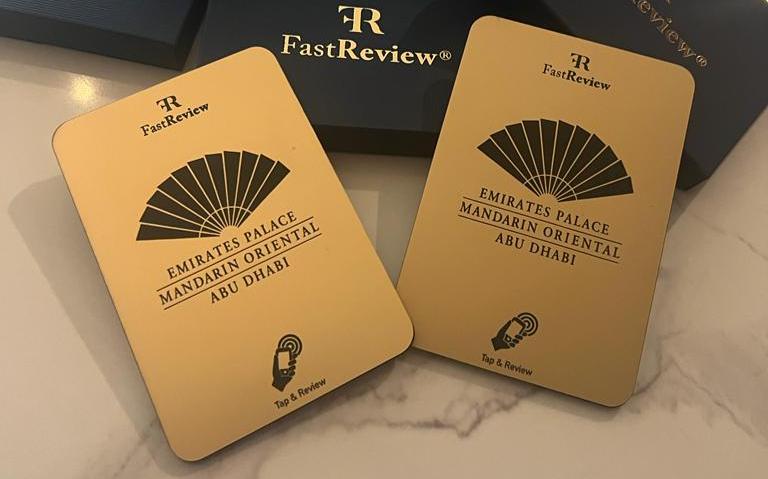 FR
FastReview®
Review®
FR
FastReview
EMIRATES PALACE
MANDARIN ORIENTAL
ABU DHABI
Tap & Review
FR
FastReview
EMIRATES PALACE
MANDARIN ORIENTAL
ABU DHABI
Tap & Review